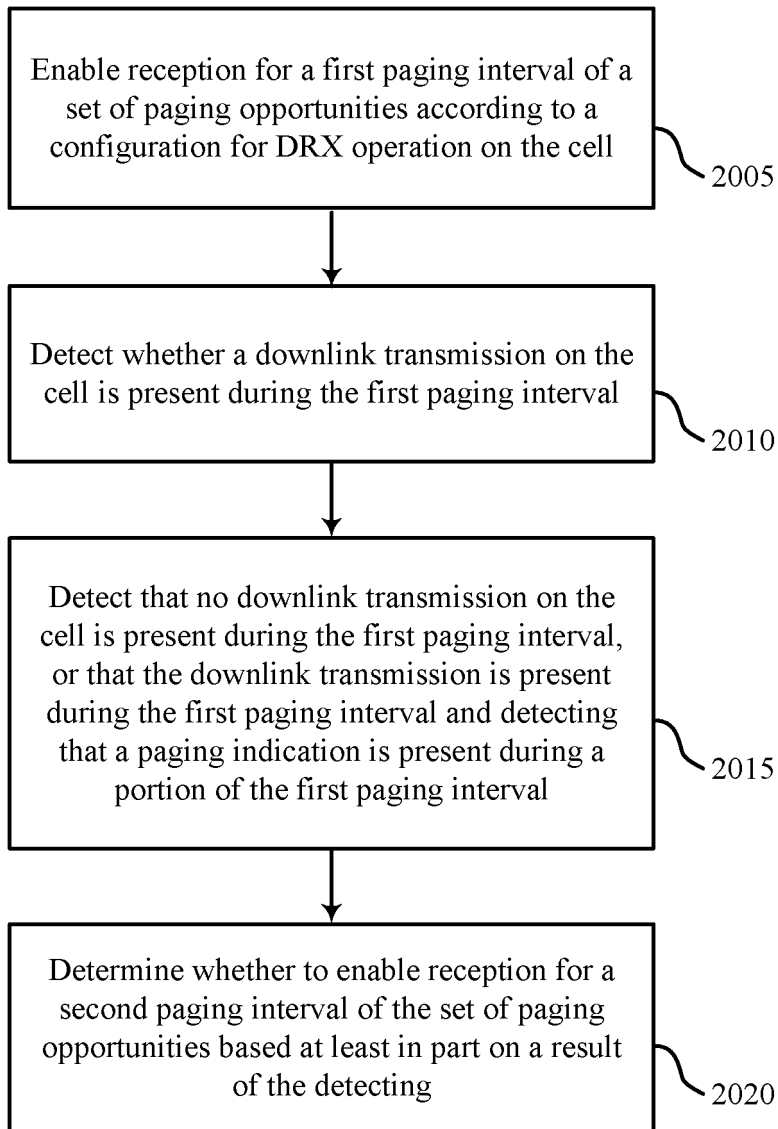 Enable reception for a first paging interval of a
set of paging opportunities according to a
configuration for DRX operation on the cell
2005
Detect whether a downlink transmission on the
cell is present during the first paging interval
2010
Detect that no downlink transmission on the
cell is present during the first paging interval,
or that the downlink transmission is present
during the first paging interval and detecting
that a paging indication is present during a
portion of the first paging interval
2015
Determine whether to enable reception for a
second paging interval of the set of paging
opportunities based at least in part on a result
of the detecting
2020